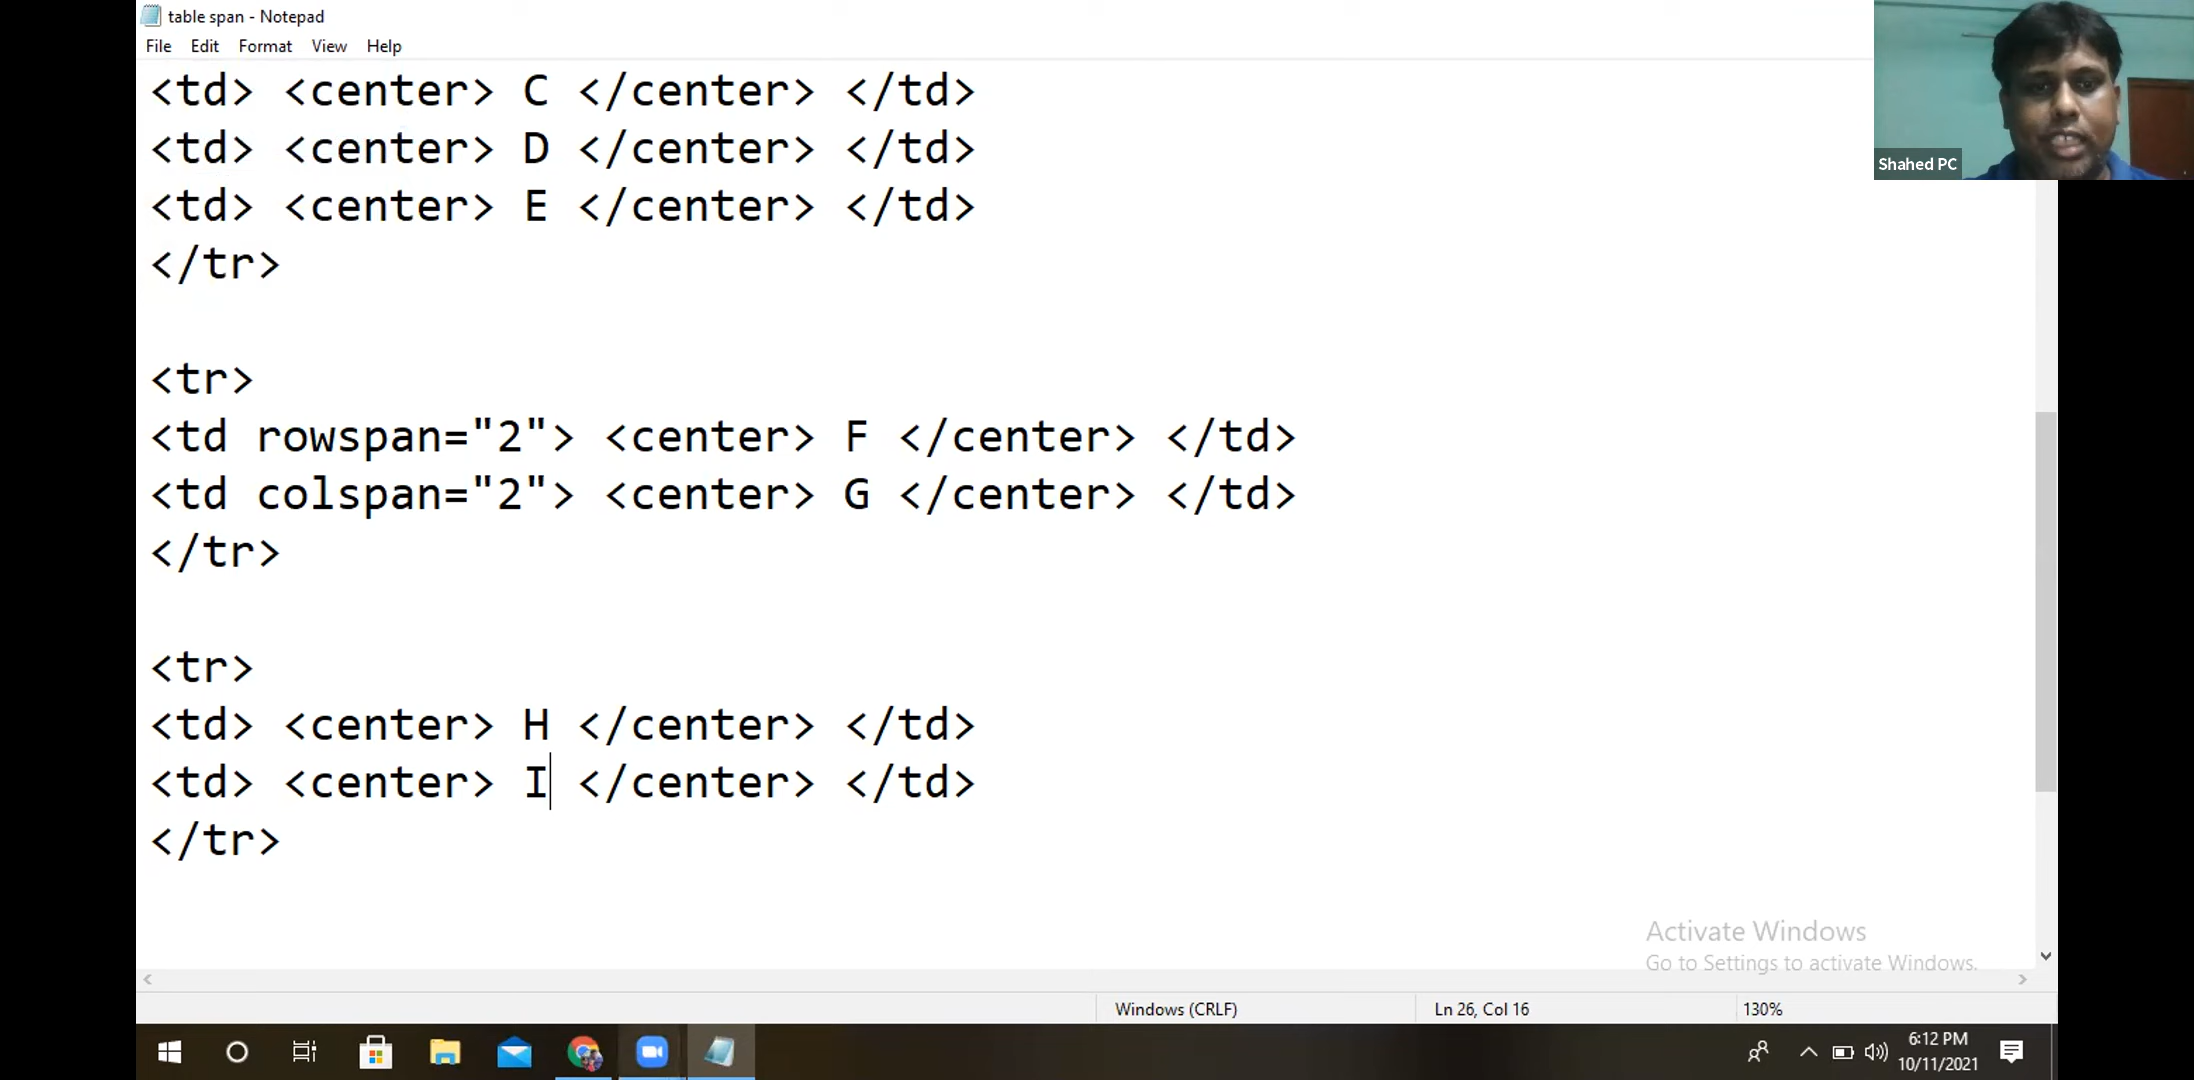 table span - Notepad
File Edit Format View Help
<td> <center> C </center> </td>
<td> <center> D </center> </td>
<td> <center> E </center> </td>
</tr>
<tr>
<td rowspan="2"> <center> F </center> </td>
<td colspan="2"> <center> G </center> </td>
</tr>
<tr>
<td> <center> H </center> </td>
<td> <center> I </center> </td>
</tr>
Shahed PC
Activate Windows
Go to Settings to activate Windows.
Windows (CRLF) Ln 26, Col 16 130%
6:12 PM
10/11/2021